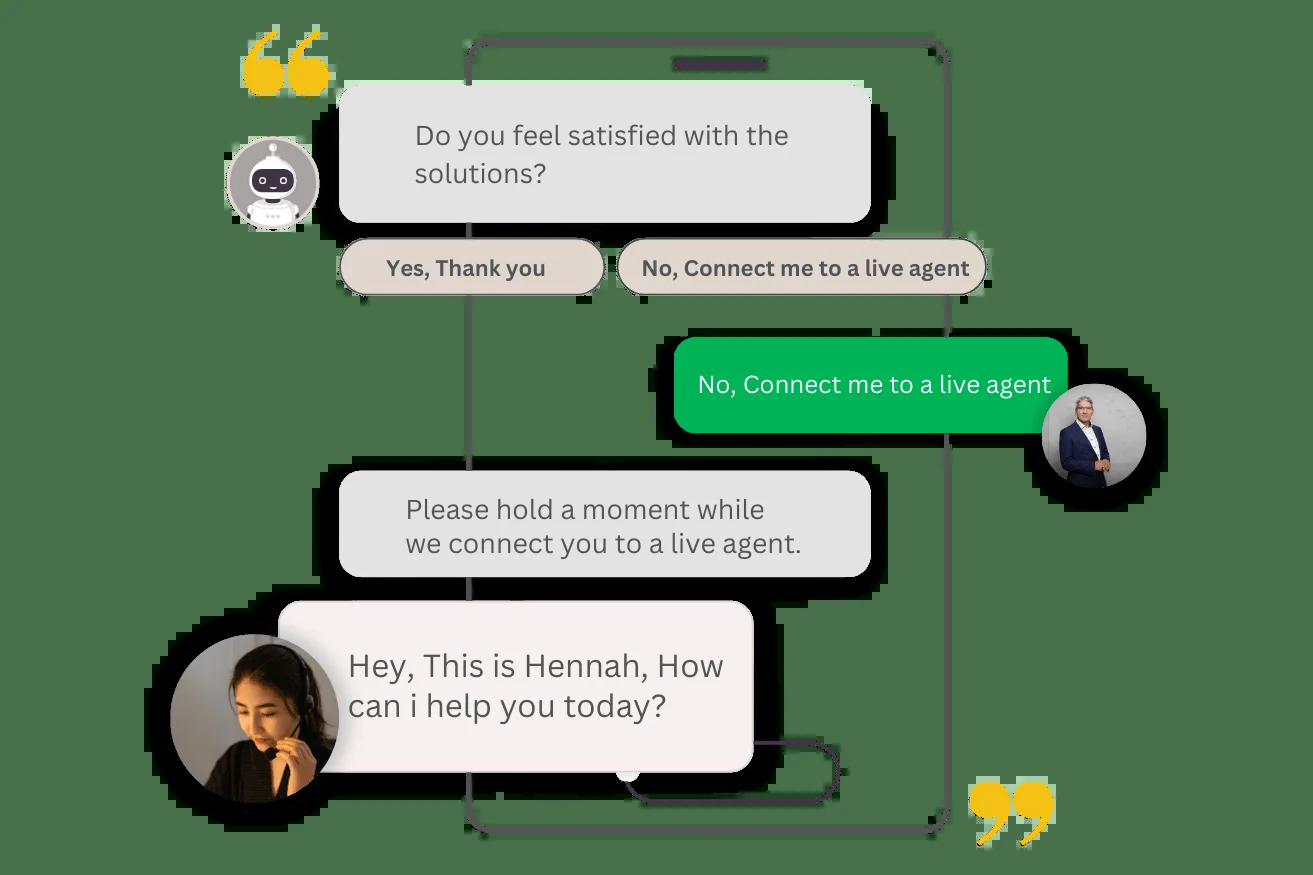 Do you feel satisfied with the
solutions?
Yes, Thank you
No, Connect me to a live agent
No, Connect me to a live agent
Please hold a moment while
we connect you to a live agent.
Hey, This is Hennah, How
can i help you today?